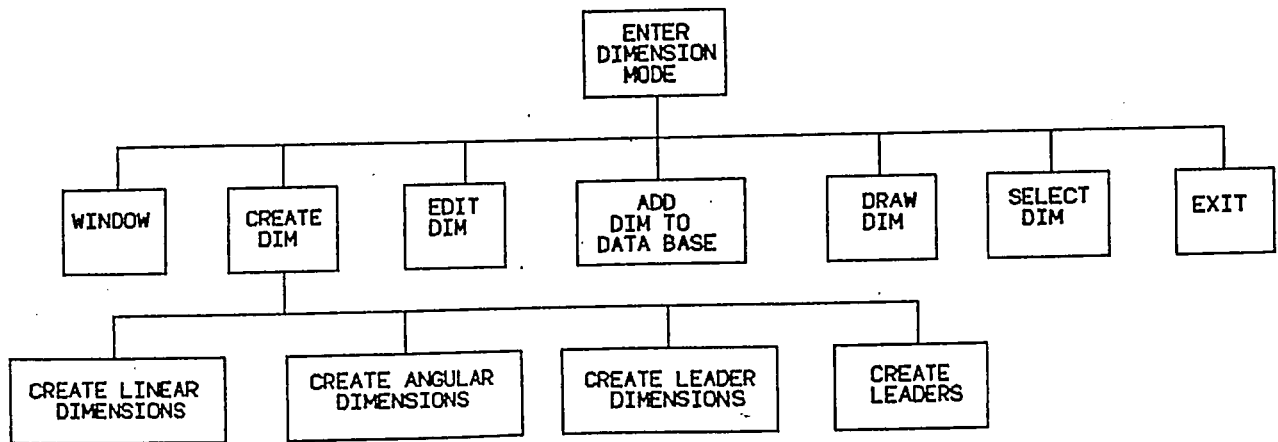 ENTER
DIMENSION
MODE
WINDOW
CREATE
DIM
EDIT
DIM
ADD
DIM TO
DATA BASE
DRAW
DIM
SELECT
DIM
EXIT
CREATE LINEAR
DIMENSIONS
CREATE ANGULAR
DIMENSIONS
CREATE LEADER
DIMENSIONS
CREATE
LEADERS